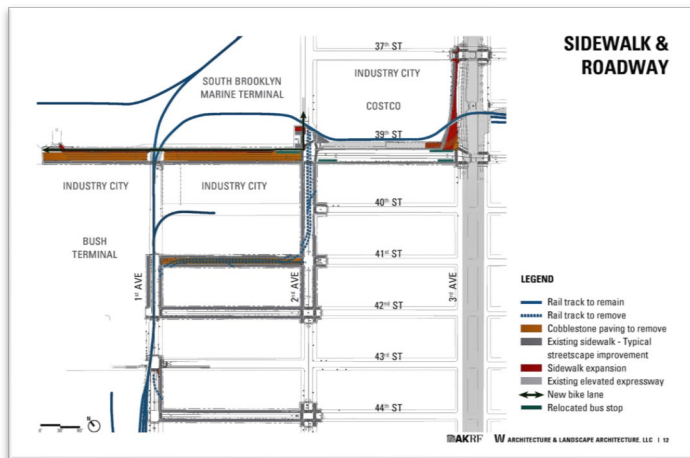 SIDEWALK &
ROADWAY
37th ST
SOUTH BROOKLYN
MARINE TERMINAL
INDUSTRY CITY
COSTCO
39th ST
INDUSTRY CITY
INDUSTRY CITY
40th ST
BUSH
TERMINAL
41st ST
1st AVE
2nd AVE
3rd AVE
42nd ST
43rd ST
44th ST
LEGEND
Rail track to remain
Rail track to remove
Cobblestone paving to remove
Existing sidewalk - Typical
streetscape improvement
Sidewalk expansion
Existing elevated expressway
New bike lane
Relocated bus stop
N
AKRF W ARCHITECTURE & LANDSCAPE ARCHITECTURE, LLC | 12